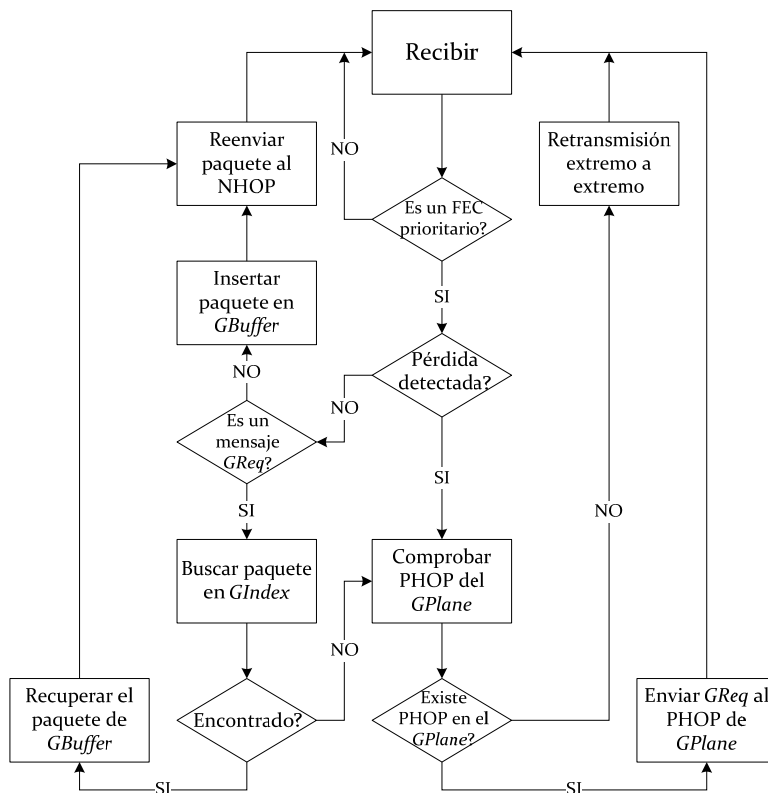 Recibir
Reenviar
paquete al
NHOP
NO
Retransmisión
extremo a
extremo
Es un FEC
prioritario?
Insertar
paquete en
GBuffer
SI
Pérdida
detectada?
NO
NO
Es un
mensaje
GReq?
SI
SI
NO
Buscar paquete
en GIndex
Comprobar
PHOP del
GPlane
NO
Recuperar el
paquete de
GBuffer
Encontrado?
Existe
PHOP en el
GPlane?
Enviar GReq al
PHOP de
GPlane
SI
SI